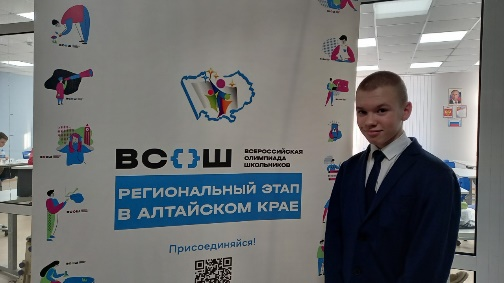 ВСОШ
ВСЕРОССИЙСКАЯ
ОЛИМПИАДА
ШКОЛЬНИКОВ
РЕГИОНАЛЬНЫЙ ЭТАП
В АЛТАЙСКОМ КРАЕ
Присоединяйся!